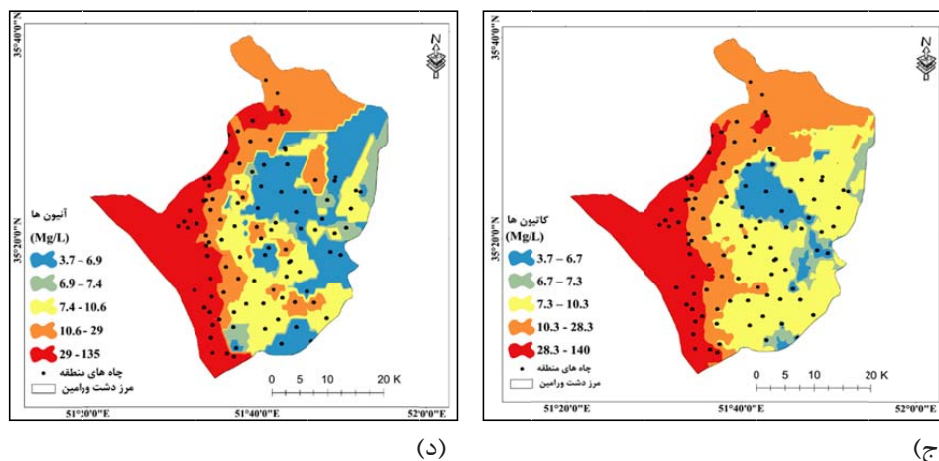 35°40'0"N
35°20'0"N
N
آنیون ها
(Mg/L)
3.7 - 6.9
6.9 - 7.4
7.4 - 10.6
10.6 - 29
29 - 135
چاه های منطقه
مرز دشت ورامین
0 5 10 20 K
51°20'0"E 51°40'0"E 52°0'0"E
(د)
35°40'0"N
35°20'0"N
N
کاتیون ها
(Mg/L)
3.7 – 6.7
6.7 – 7.3
7.3 – 10.3
10.3 - 28.3
28.3 - 140
چاه های منطقه
مرز دشت ورامین
0 5 10 20 K
51°20'0"E 51°40'0"E 52°0'0"E
(ج